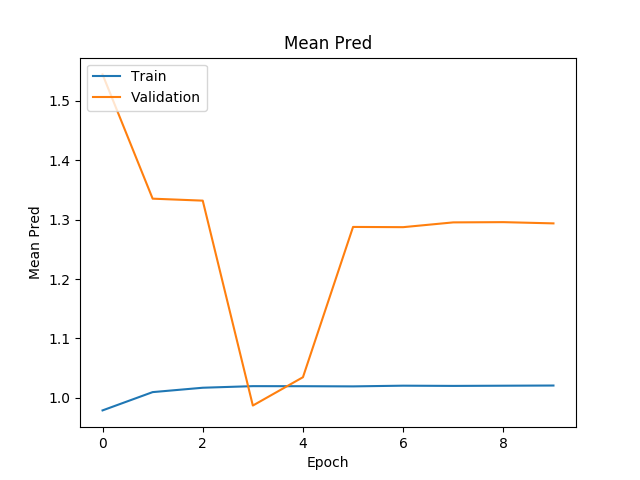 Mean Pred
Train
Validation
1.5
1.4
1.3
1.2
1.1
1.0
Mean Pred
0 2 4 6 8
Epoch